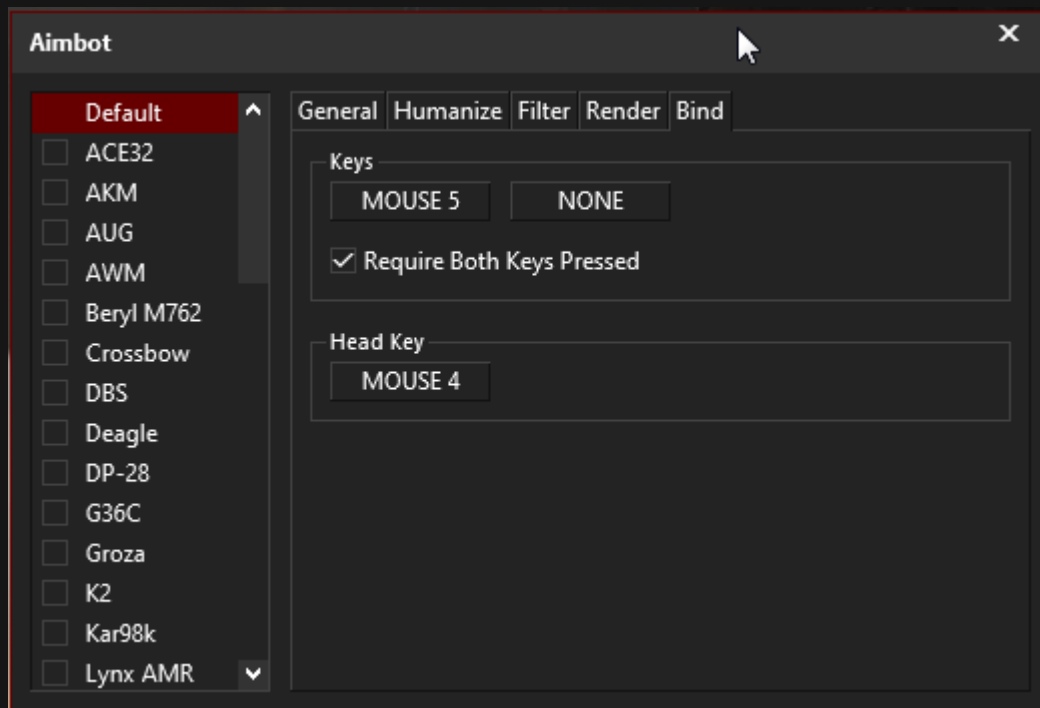 Aimbot
Default
ACE32
AKM
AUG
AWM
Beryl M762
Crossbow
DBS
Deagle
DP-28
G36C
Groza
K2
Kar98k
Lynx AMR
General Humanize Filter Render Bind
Keys
MOUSE 5 NONE
Require Both Keys Pressed
Head Key
MOUSE 4